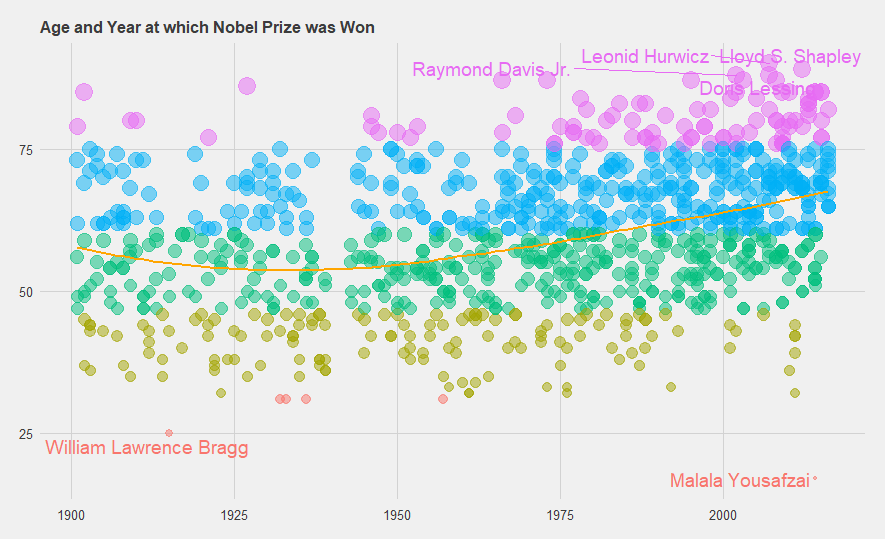 Age and Year at which Nobel Prize was Won
Leonid Hurwicz Lloyd S. Shapley
Raymond Davis Jr.
Doris Lessing
75
50
25
William Lawrence Bragg
Malala Yousafzai
1900 1925 1950 1975 2000